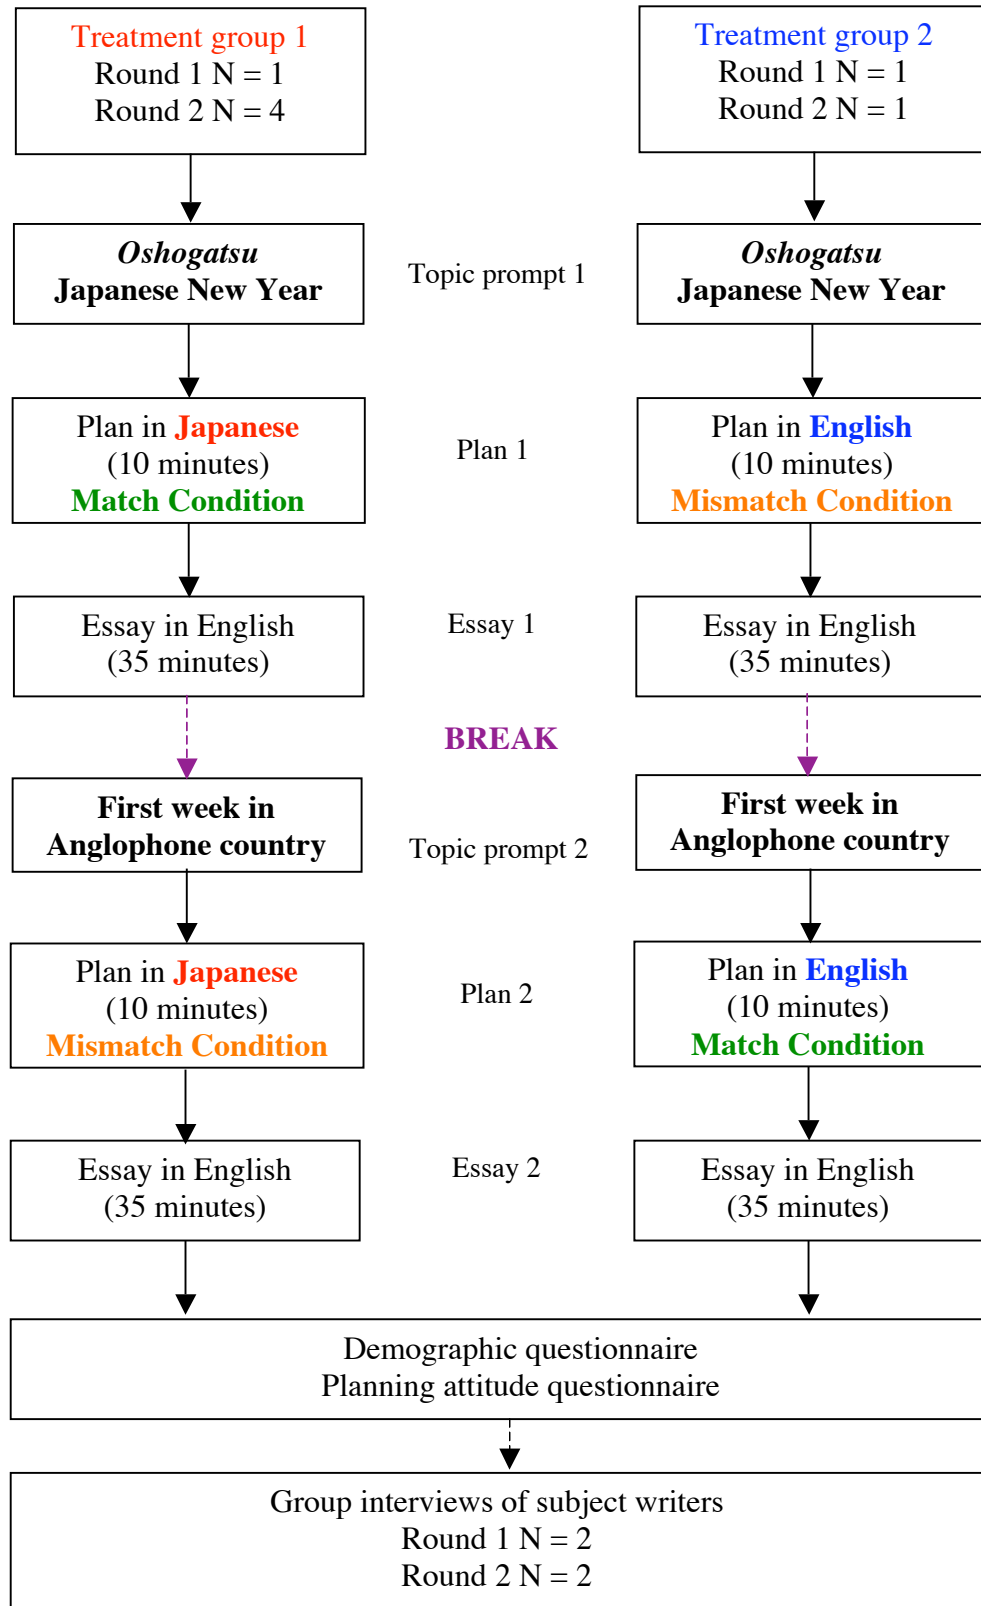 Treatment group 1
Round 1 N = 1
Round 2 N = 4
Treatment group 2
Round 1 N = 1
Round 2 N = 1
Oshogatsu
Japanese New Year
Topic prompt 1
Oshogatsu
Japanese New Year
Plan in Japanese
(10 minutes)
Match Condition
Plan 1
Plan in English
(10 minutes)
Mismatch Condition
Essay in English
(35 minutes)
Essay 1
Essay in English
(35 minutes)
BREAK
First week in
Anglophone country
Topic prompt 2
First week in
Anglophone country
Plan in Japanese
(10 minutes)
Mismatch Condition
Plan 2
Plan in English
(10 minutes)
Match Condition
Essay in English
(35 minutes)
Essay 2
Essay in English
(35 minutes)
Demographic questionnaire
Planning attitude questionnaire
Group interviews of subject writers
Round 1 N = 2
Round 2 N = 2